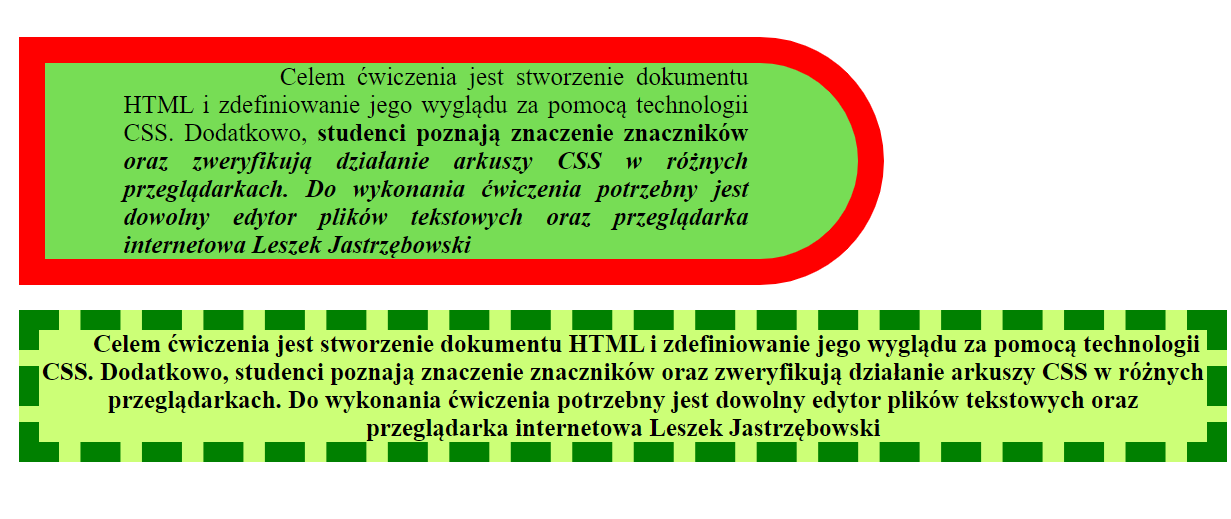 Celem ćwiczenia jest stworzenie dokumentu
HTML i zdefiniowanie jego wyglądu za pomocą technologii
CSS. Dodatkowo, studenci poznają znaczenie znaczników
oraz zweryfikują działanie arkuszy CSS w różnych
przeglądarkach. Do wykonania ćwiczenia potrzebny jest
dowolny edytor plików tekstowych oraz przeglądarka
internetowa Leszek Jastrzębowski
Celem ćwiczenia jest stworzenie dokumentu HTML i zdefiniowanie jego wyglądu za pomocą technologii
CSS. Dodatkowo, studenci poznają znaczenie znaczników oraz zweryfikują działanie arkuszy CSS w różnych
przeglądarkach. Do wykonania ćwiczenia potrzebny jest dowolny edytor plików tekstowych oraz
przeglądarka internetowa Leszek Jastrzębowski